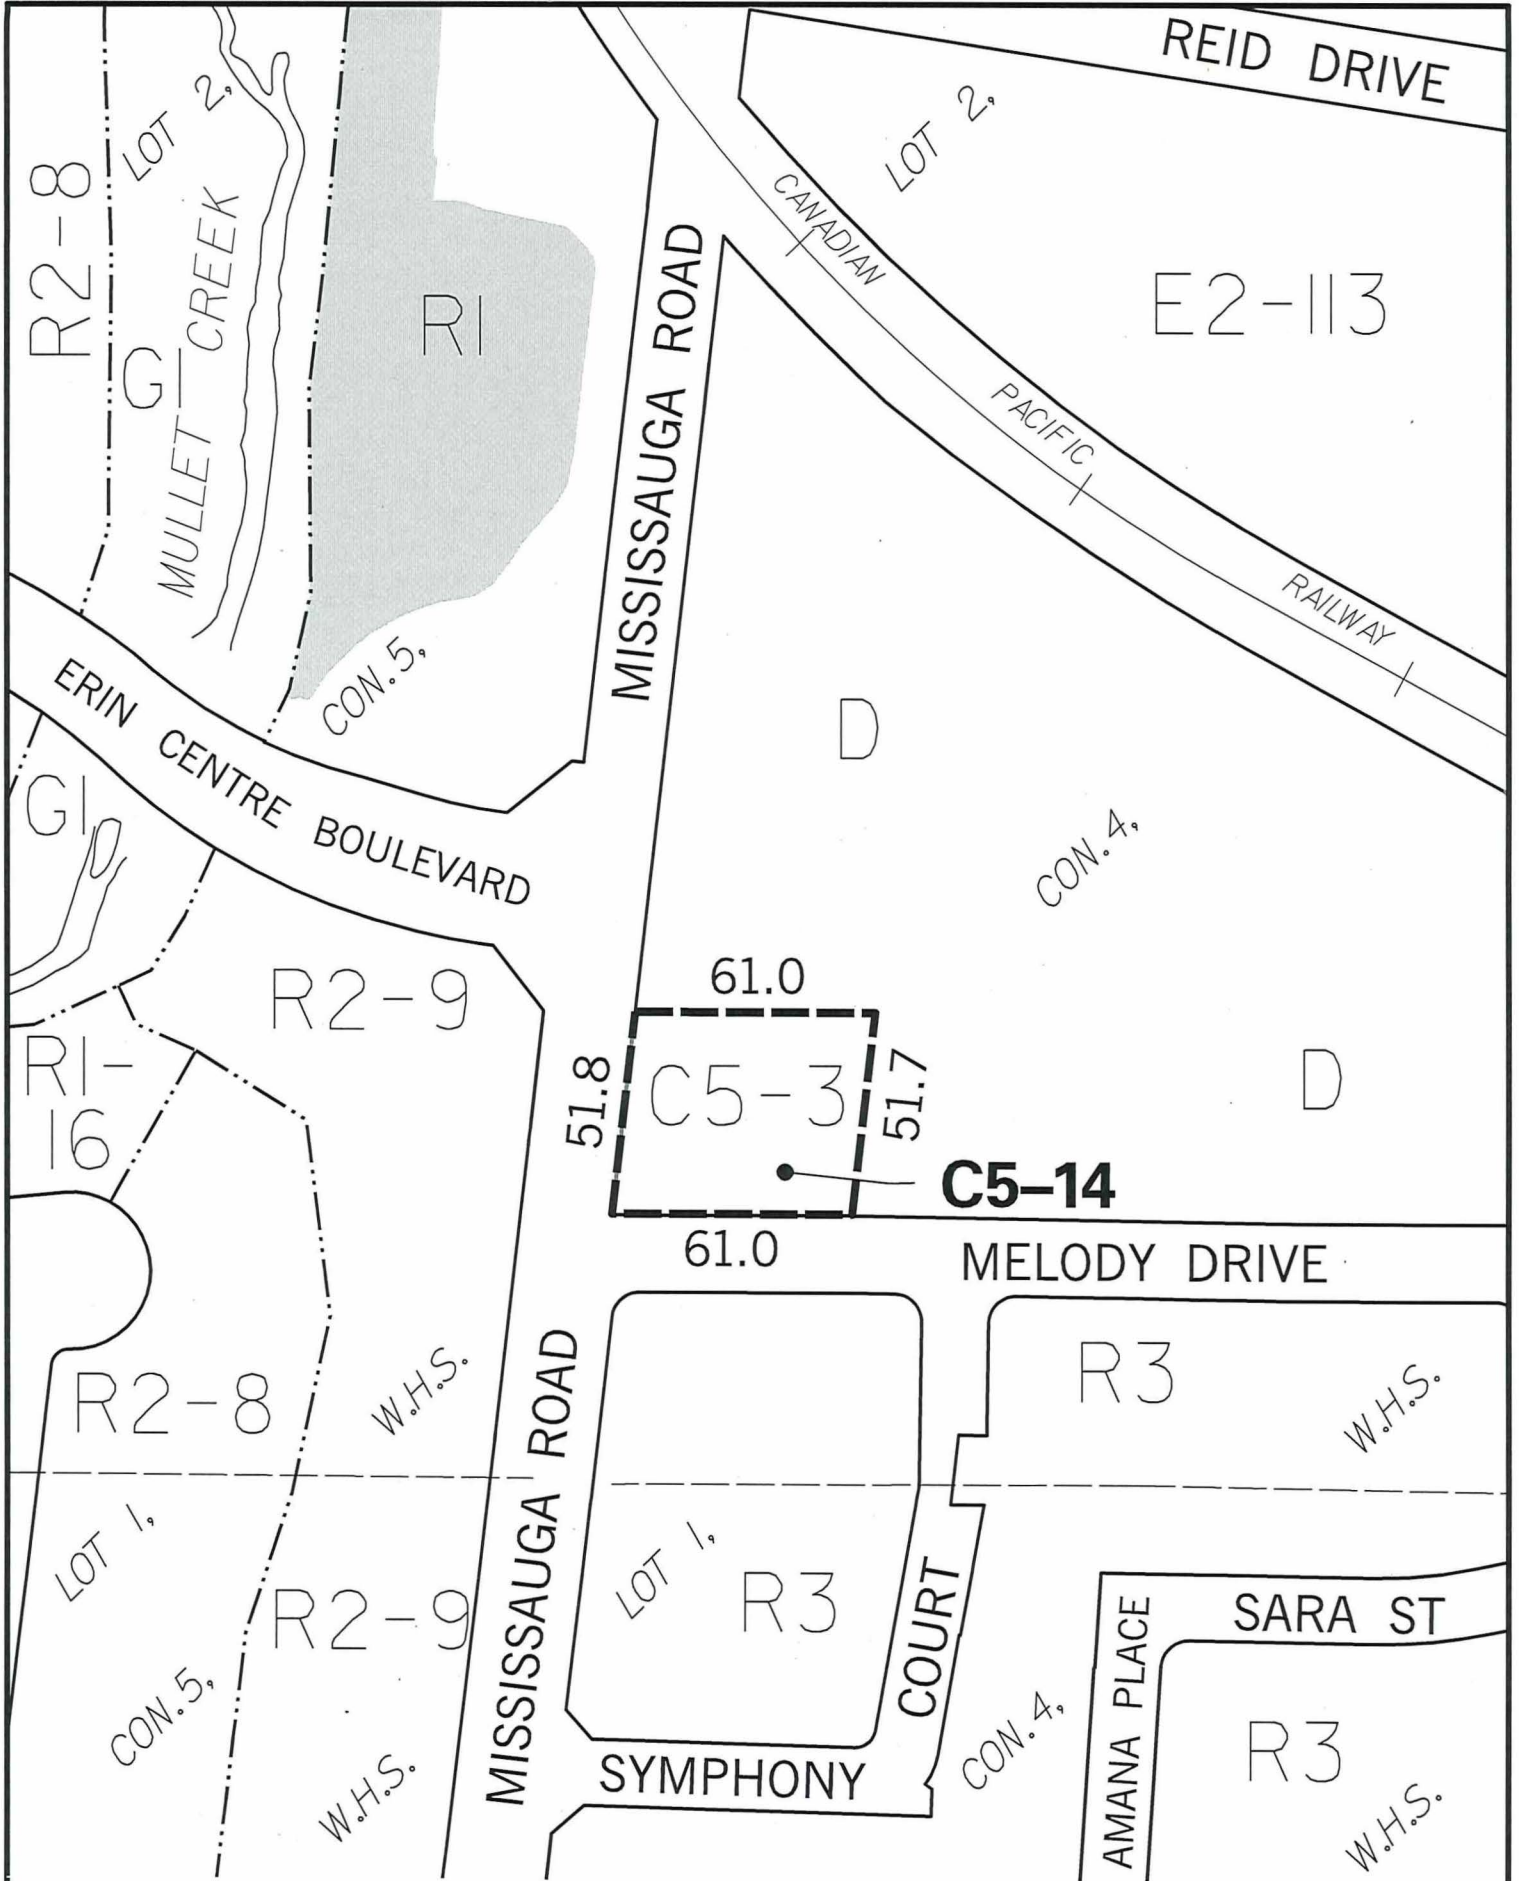 REID DRIVE
LOT 2,
LOT 2,
R2-8
MULLET CREEK
G1
R1
MISSISSAUGA ROAD
CANADIAN PACIFIC RAILWAY
E2-113
CON. 5,
ERIN CENTRE BOULEVARD
D
G1
CON. 4,
R2-9
61.0
R1-
16
51.8
C5-3
51.7
D
C5-14
61.0
MELODY DRIVE
R2-8
W.H.S.
MISSISSAUGA ROAD
R3
W.H.S.
LOT 1,
LOT 1,
R2-9
R3
COURT
AMANA PLACE
SARA ST
CON. 5,
W.H.S.
SYMPHONY
CON. 4,
R3
W.H.S.